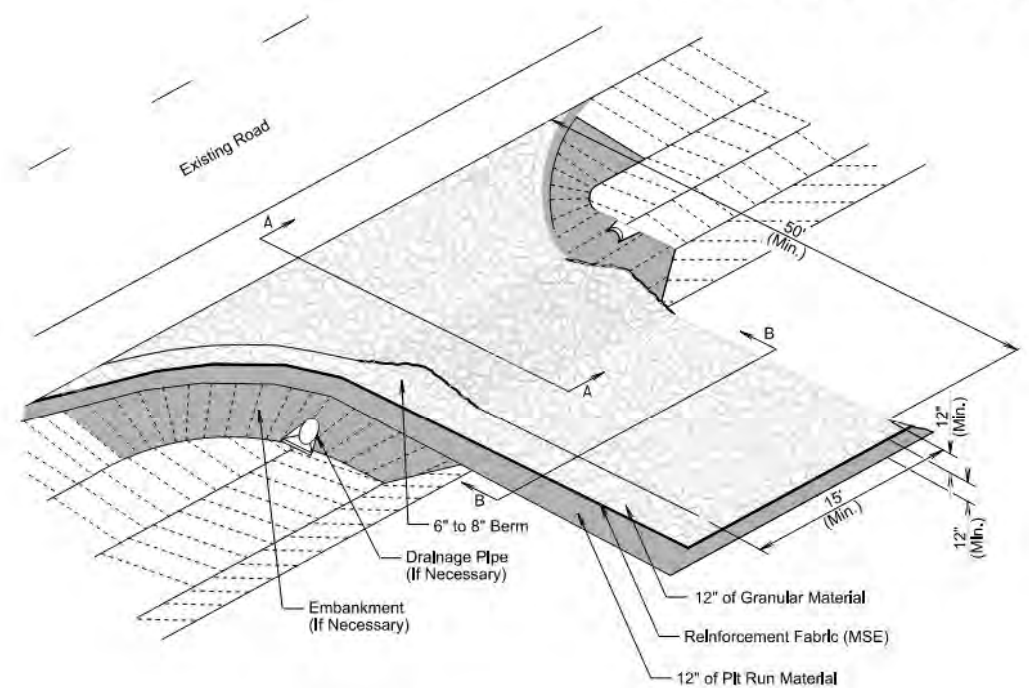 Existing Road
A
50'
(Min.)
B
A
12"
(Min.)
15'
(Min.)
12"
(Min.)
B
6" to 8" Berm
Drainage Pipe
(If Necessary)
Embankment
(If Necessary)
12" of Granular Material
Reinforcement Fabric (MSE)
12" of Pit Run Material